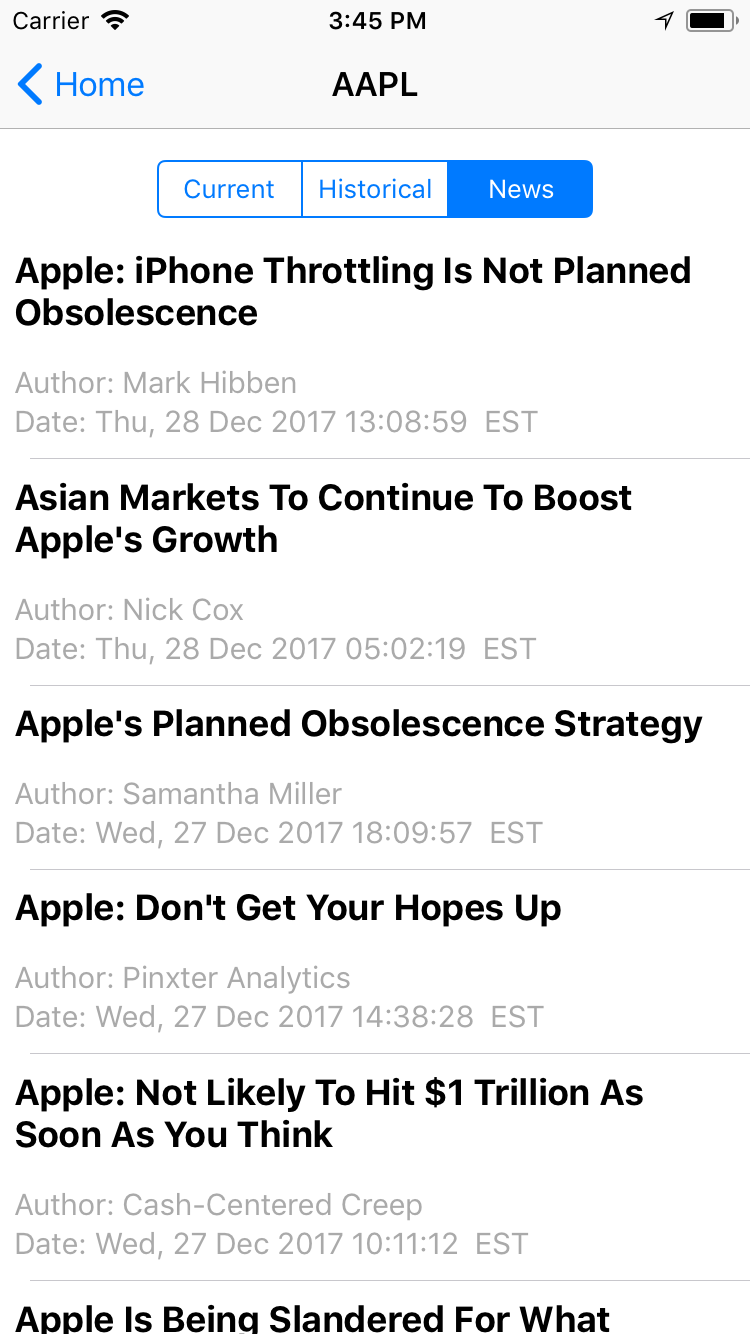 Carrier 3:45 PM
Home AAPL
Current Historical News
Apple: iPhone Throttling Is Not Planned
Obsolescence
Author: Mark Hibben
Date: Thu, 28 Dec 2017 13:08:59  EST
Asian Markets To Continue To Boost
Apple's Growth
Author: Nick Cox
Date: Thu, 28 Dec 2017 05:02:19  EST
Apple's Planned Obsolescence Strategy
Author: Samantha Miller
Date: Wed, 27 Dec 2017 18:09:57  EST
Apple: Don't Get Your Hopes Up
Author: Pinxter Analytics
Date: Wed, 27 Dec 2017 14:38:28  EST
Apple: Not Likely To Hit $1 Trillion As
Soon As You Think
Author: Cash-Centered Creep
Date: Wed, 27 Dec 2017 10:11:12  EST
Apple Is Being Slandered For What